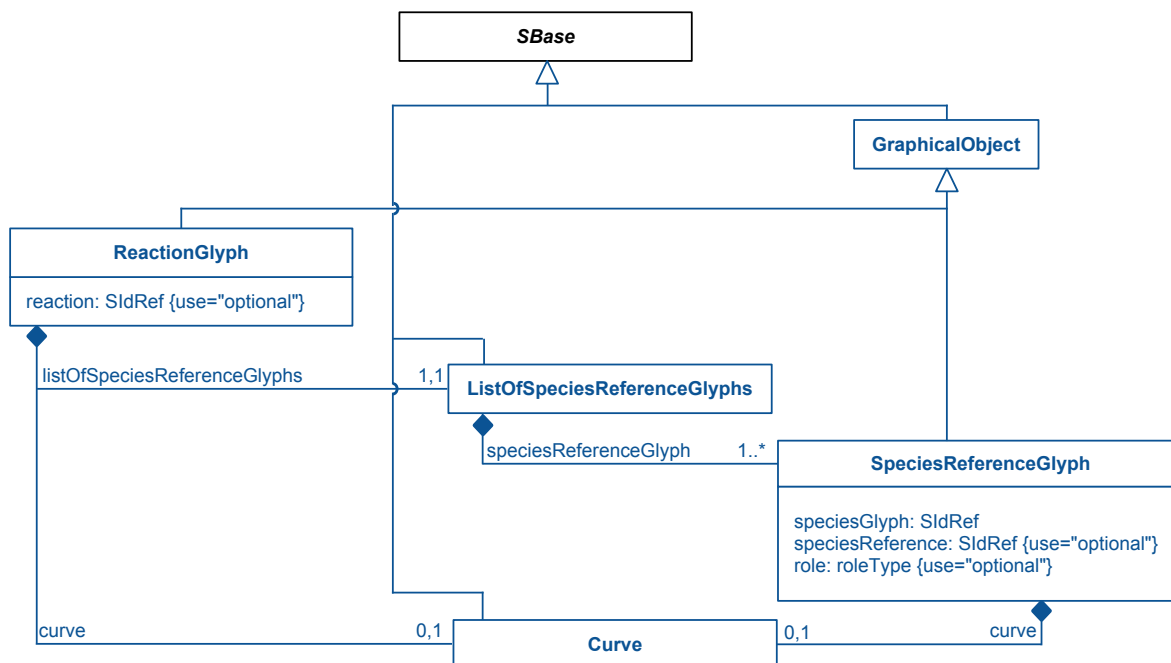 SBase
GraphicalObject
ReactionGlyph
reaction: SIdRef {use="optional"}
listOfSpeciesReferenceGlyphs
1,1
ListOfSpeciesReferenceGlyphs
speciesReferenceGlyph
1..*
SpeciesReferenceGlyph
speciesGlyph: SIdRef
speciesReference: SIdRef {use="optional"}
role: roleType {use="optional"}
curve
0,1
Curve
0,1
curve